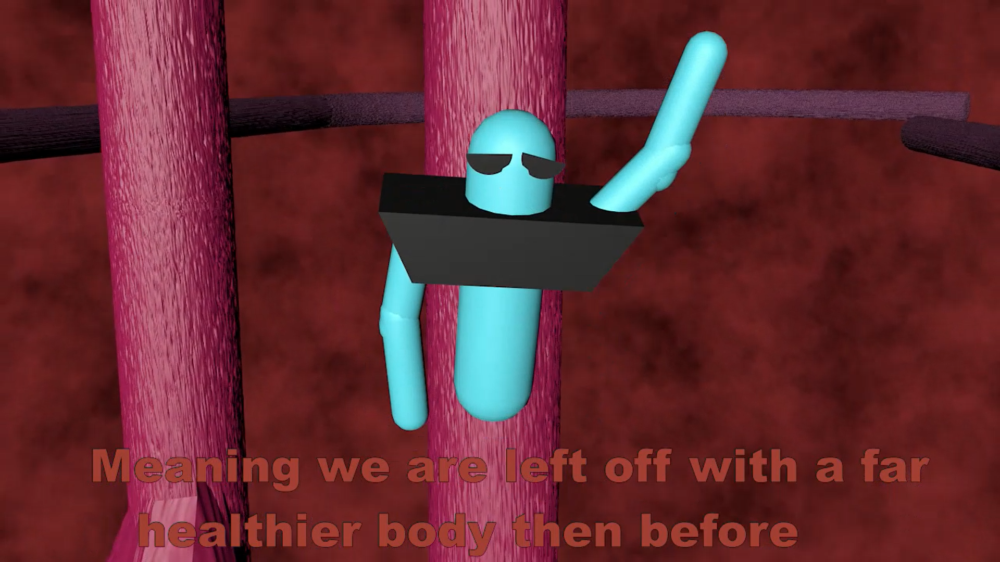 Meaning we are left off with a far
healthier body then before